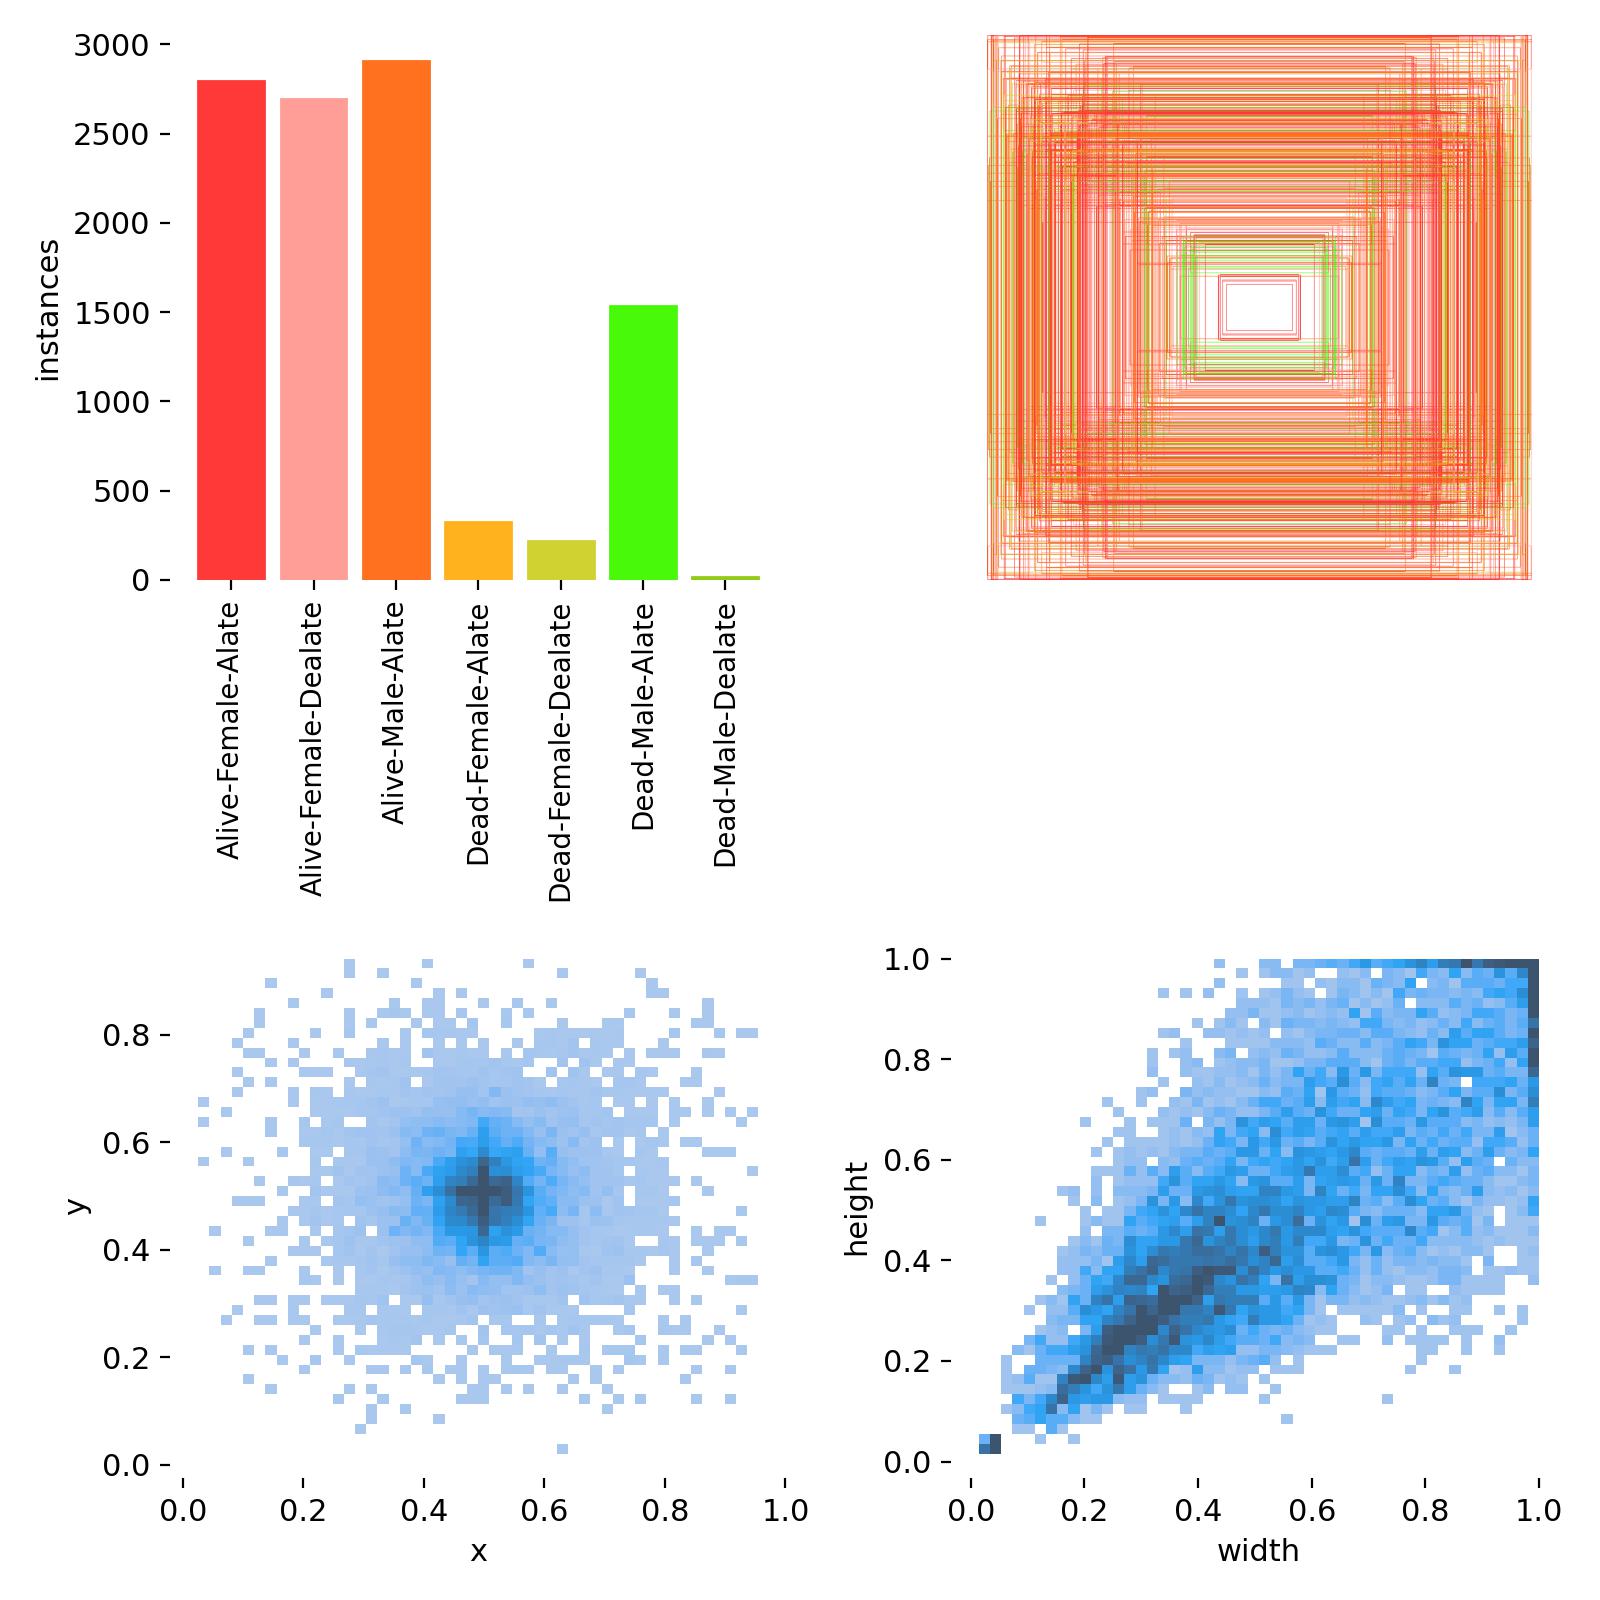 3000
2500
2000
1500
1000
500
0
instances
Alive-Female-Alate
Alive-Female-Dealate
Alive-Male-Alate
Dead-Female-Alate
Dead-Female-Dealate
Dead-Male-Alate
Dead-Male-Dealate
0.8
0.6
0.4
0.2
0.0
y
0.0 0.2 0.4 0.6 0.8 1.0
x
1.0
0.8
0.6
0.4
0.2
0.0
height
0.0 0.2 0.4 0.6 0.8 1.0
width